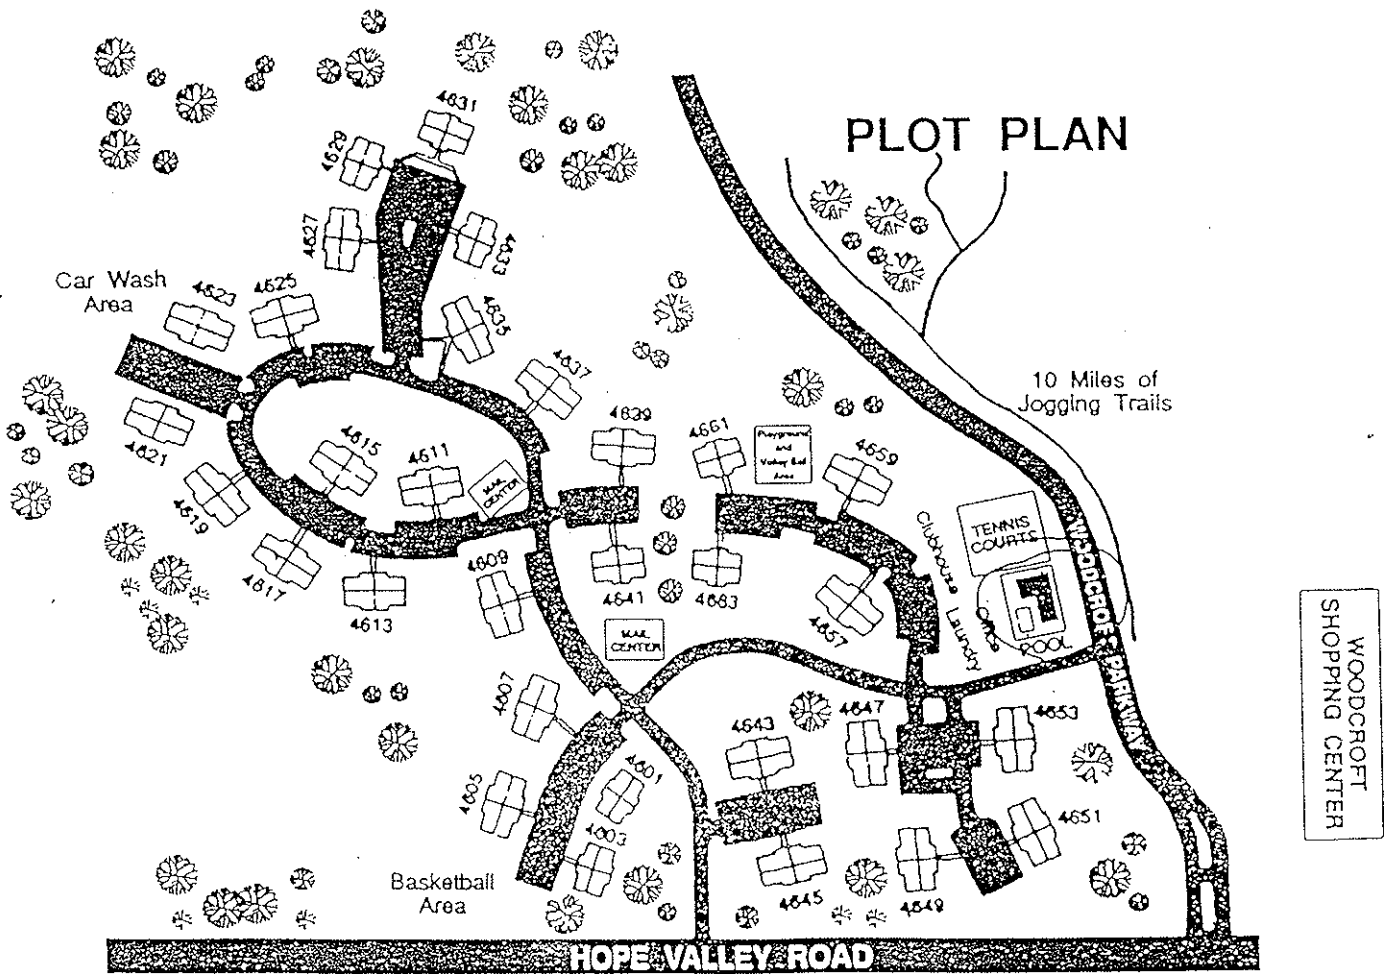 PLOT PLAN
4631
4629
4627
4633
Car Wash
Area
4623
4625
4635
4637
10 Miles of
Jogging Trails
4639
4661
Playground
and
Volley Ball
Area
4659
4621
4615
4611
MAIL
CENTER
4619
4617
4613
4609
4641
4663
4657
Clubhouse
Laundry
Office
TENNIS
COURTS
POOL
WOODCROFT PARKWAY
WOODCROFT
SHOPPING CENTER
MAIL
CENTER
4607
4605
4601
4603
4643
4645
4647
4653
4651
4649
Basketball
Area
HOPE VALLEY ROAD